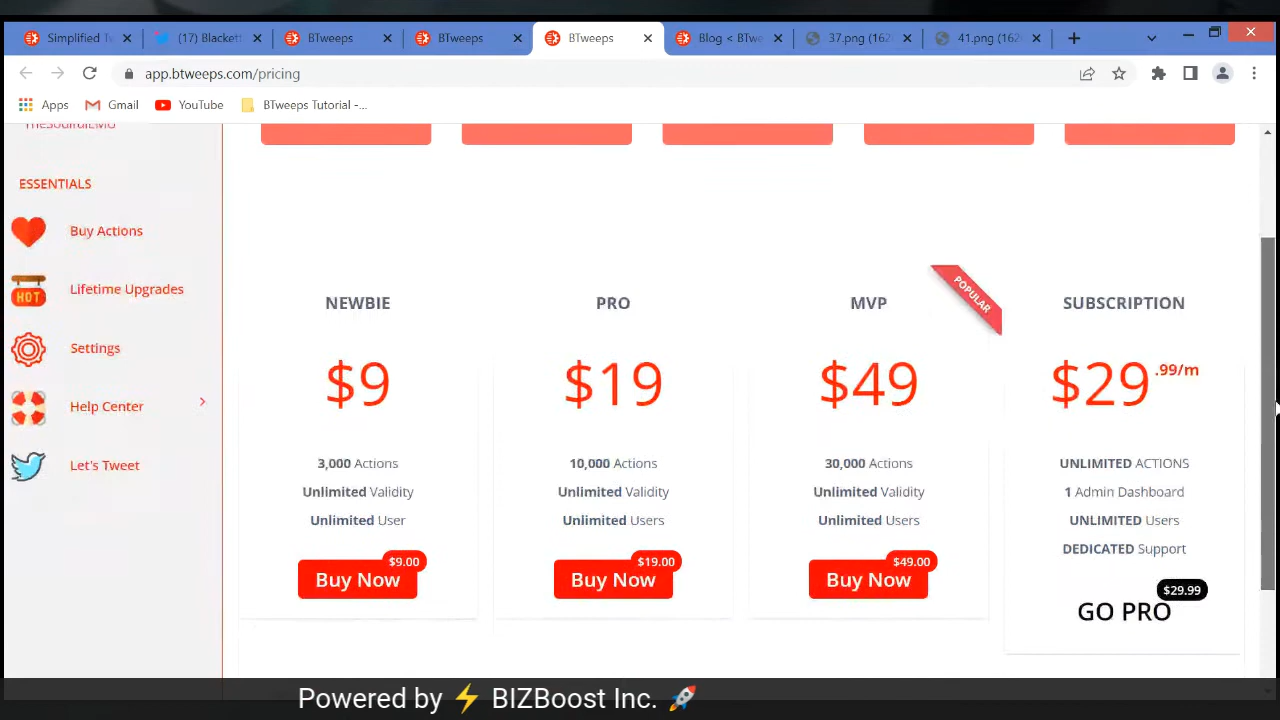 Simplified Tw
(17) Blackett
BTweeps
BTweeps
BTweeps
Blog < BTwe
37.png (162
41.png (162
app.btweeps.com/pricing
Apps
Gmail
YouTube
BTweeps Tutorial -...
TheSoulfulEMU
ESSENTIALS
Buy Actions
HOT
Lifetime Upgrades
Settings
Help Center
Let's Tweet
NEWBIE
$9
3,000 Actions
Unlimited Validity
Unlimited User
$9.00
Buy Now
PRO
$19
10,000 Actions
Unlimited Validity
Unlimited Users
$19.00
Buy Now
POPULAR
MVP
$49
30,000 Actions
Unlimited Validity
Unlimited Users
$49.00
Buy Now
SUBSCRIPTION
$29.99/m
UNLIMITED ACTIONS
1 Admin Dashboard
UNLIMITED Users
DEDICATED Support
$29.99
GO PRO
Powered by ⚡ BIZBoost Inc. 🚀